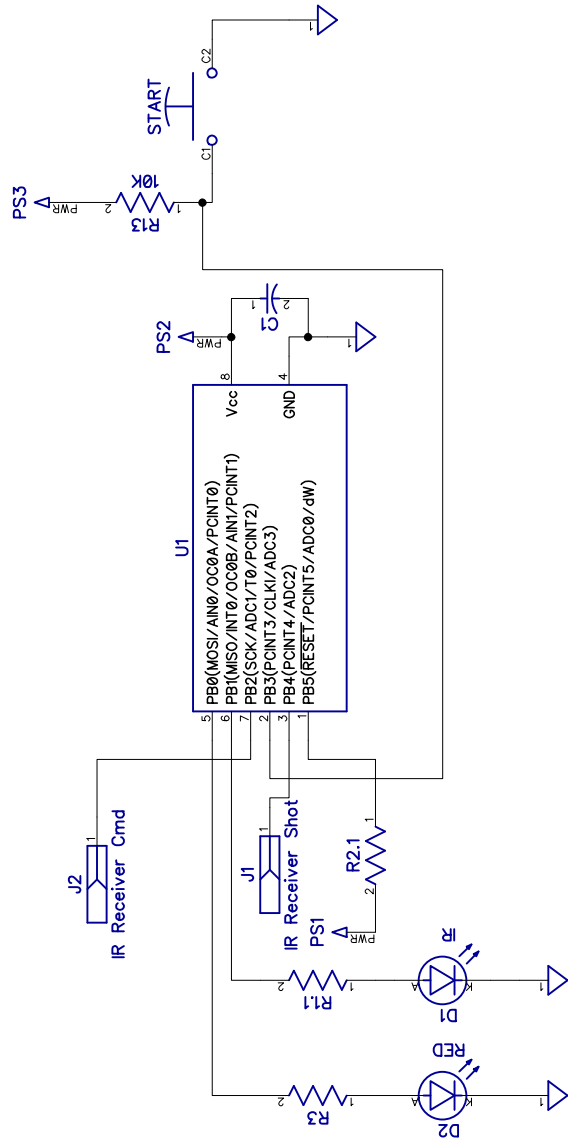 PS3
PWR
2
R13
10K
1
START
C1
C2
1
PS2
PWR
1
C1
2
1
8
Vcc
4
GND
U1
PB0(MOSI/AIN0/OC0A/PCINT0)
PB1(MISO/INT0/OC0B/AIN1/PCINT1)
PB2(SCK/ADC1/T0/PCINT2)
PB3(PCINT3/CLKI/ADC3)
PB4(PCINT4/ADC2)
PB5(RESET/PCINT5/ADC0/dW)
5
6
7
2
3
1
J2
1
IR Receiver Cmd
J1
1
IR Receiver Shot
PS1
PWR
2
R2.1
1
2
R1.1
1
A
D1
IR
K
1
2
R3
1
A
D2
RED
K
1